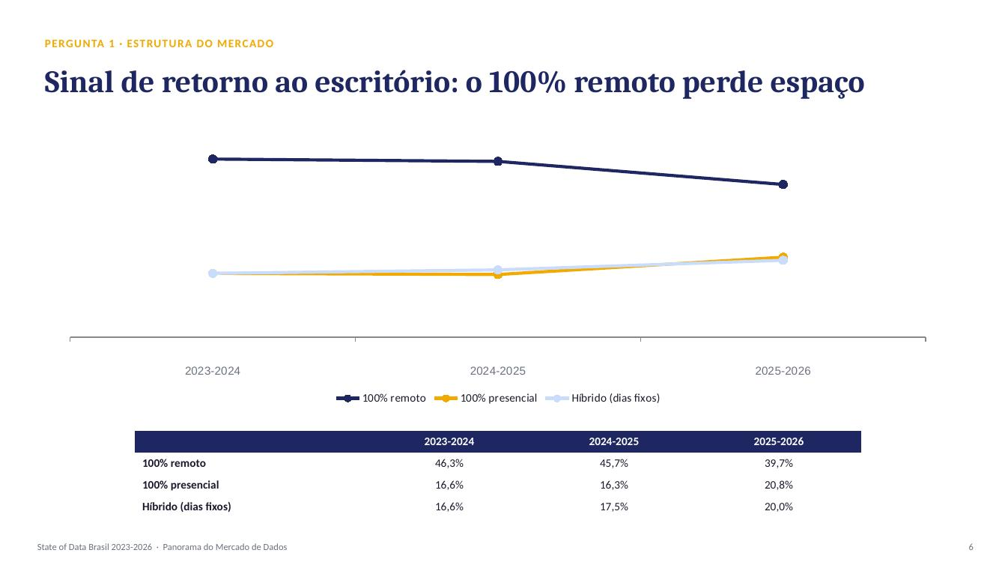 PERGUNTA 1 · ESTRUTURA DO MERCADO
Sinal de retorno ao escritório: o 100% remoto perde espaço
2023-2024 2024-2025 2025-2026
100% remoto 100% presencial Híbrido (dias fixos)
2023-2024 2024-2025 2025-2026
100% remoto 46,3% 45,7% 39,7%
100% presencial 16,6% 16,3% 20,8%
Híbrido (dias fixos) 16,6% 17,5% 20,0%
State of Data Brasil 2023-2026 · Panorama do Mercado de Dados 6